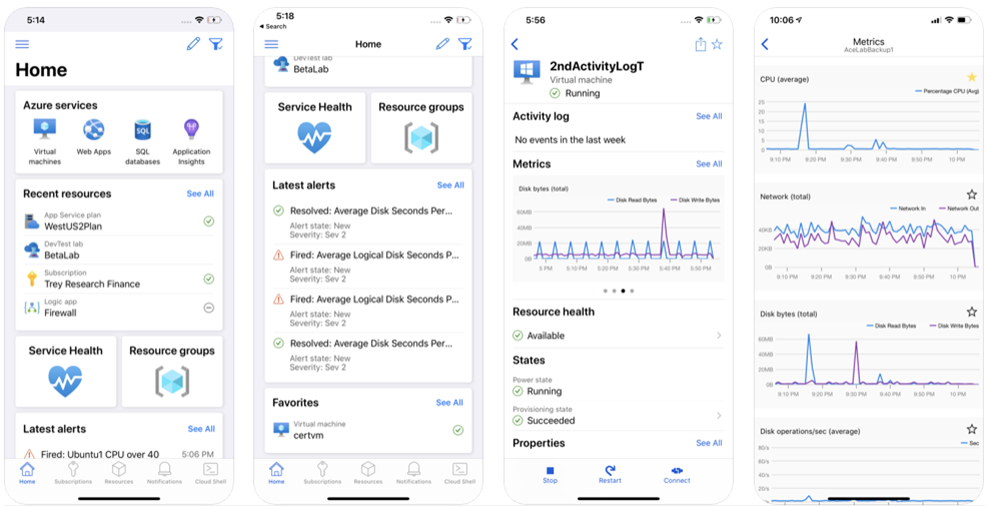 5:14
Home
Azure services
Virtual
machines
Web Apps
SQL
SQL
databases
Application
Insights
Recent resources
See All
App Service plan
WestUS2Plan
DevTest lab
BetaLab
Subscription
Trey Research Finance
Logic app
Firewall
Service Health
Resource groups
Latest alerts
See All
Fired: Ubuntu1 CPU over 40
5:06 PM
Home
Subscriptions
Resources
Notifications
Cloud Shell
5:18
Search
Home
DevTest lab
BetaLab
Service Health
Resource groups
Latest alerts
See All
Resolved: Average Disk Seconds Per...
Alert state: New
Severity: Sev 2
Fired: Average Logical Disk Seconds P...
Alert state: New
Severity: Sev 2
Fired: Average Logical Disk Seconds P...
Alert state: New
Severity: Sev 2
Resolved: Average Disk Seconds Per...
Alert state: New
Severity: Sev 2
Favorites
See All
Virtual machine
certvm
Home
Subscriptions
Resources
Notifications
Cloud Shell
5:56
2ndActivityLogT
Virtual machine
Running
Activity log
See All
No events in the last week
Metrics
See All
Disk bytes (total)
Disk Read Bytes
Disk Write Bytes
60MB
40MB
20MB
0B
5 PM
5:10 PM
5:20 PM
5:30 PM
5:40 PM
5:50 PM
Resource health
Available
States
Power state
Running
Provisioning state
Succeeded
Properties
See All
Stop
Restart
Connect
10:06
Metrics
AceLabBackup1
CPU (average)
Percentage CPU (Avg)
25
20
15
10
5
0
9:10 PM
9:20 PM
9:30 PM
9:40 PM
9:50 PM
10 PM
Network (total)
Network In
Network Out
40KB
20KB
0B
9:10 PM
9:20 PM
9:30 PM
9:40 PM
9:50 PM
10 PM
Disk bytes (total)
Disk Read Bytes
Disk Write Bytes
60MB
40MB
20MB
0B
9:10 PM
9:20 PM
9:30 PM
9:40 PM
9:50 PM
10 PM
Disk operations/sec (average)
Sec
80/s
60/s
40/s
20/s